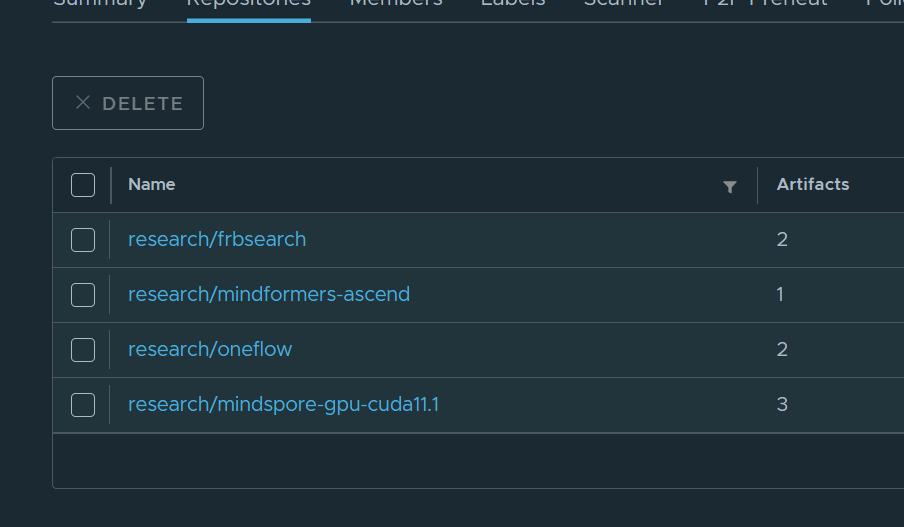 Summary Repositories Members Labels Scanner P2P Preheat
DELETE
Name Artifacts
research/frbsearch 2
research/mindformers-ascend 1
research/oneflow 2
research/mindspore-gpu-cuda11.1 3